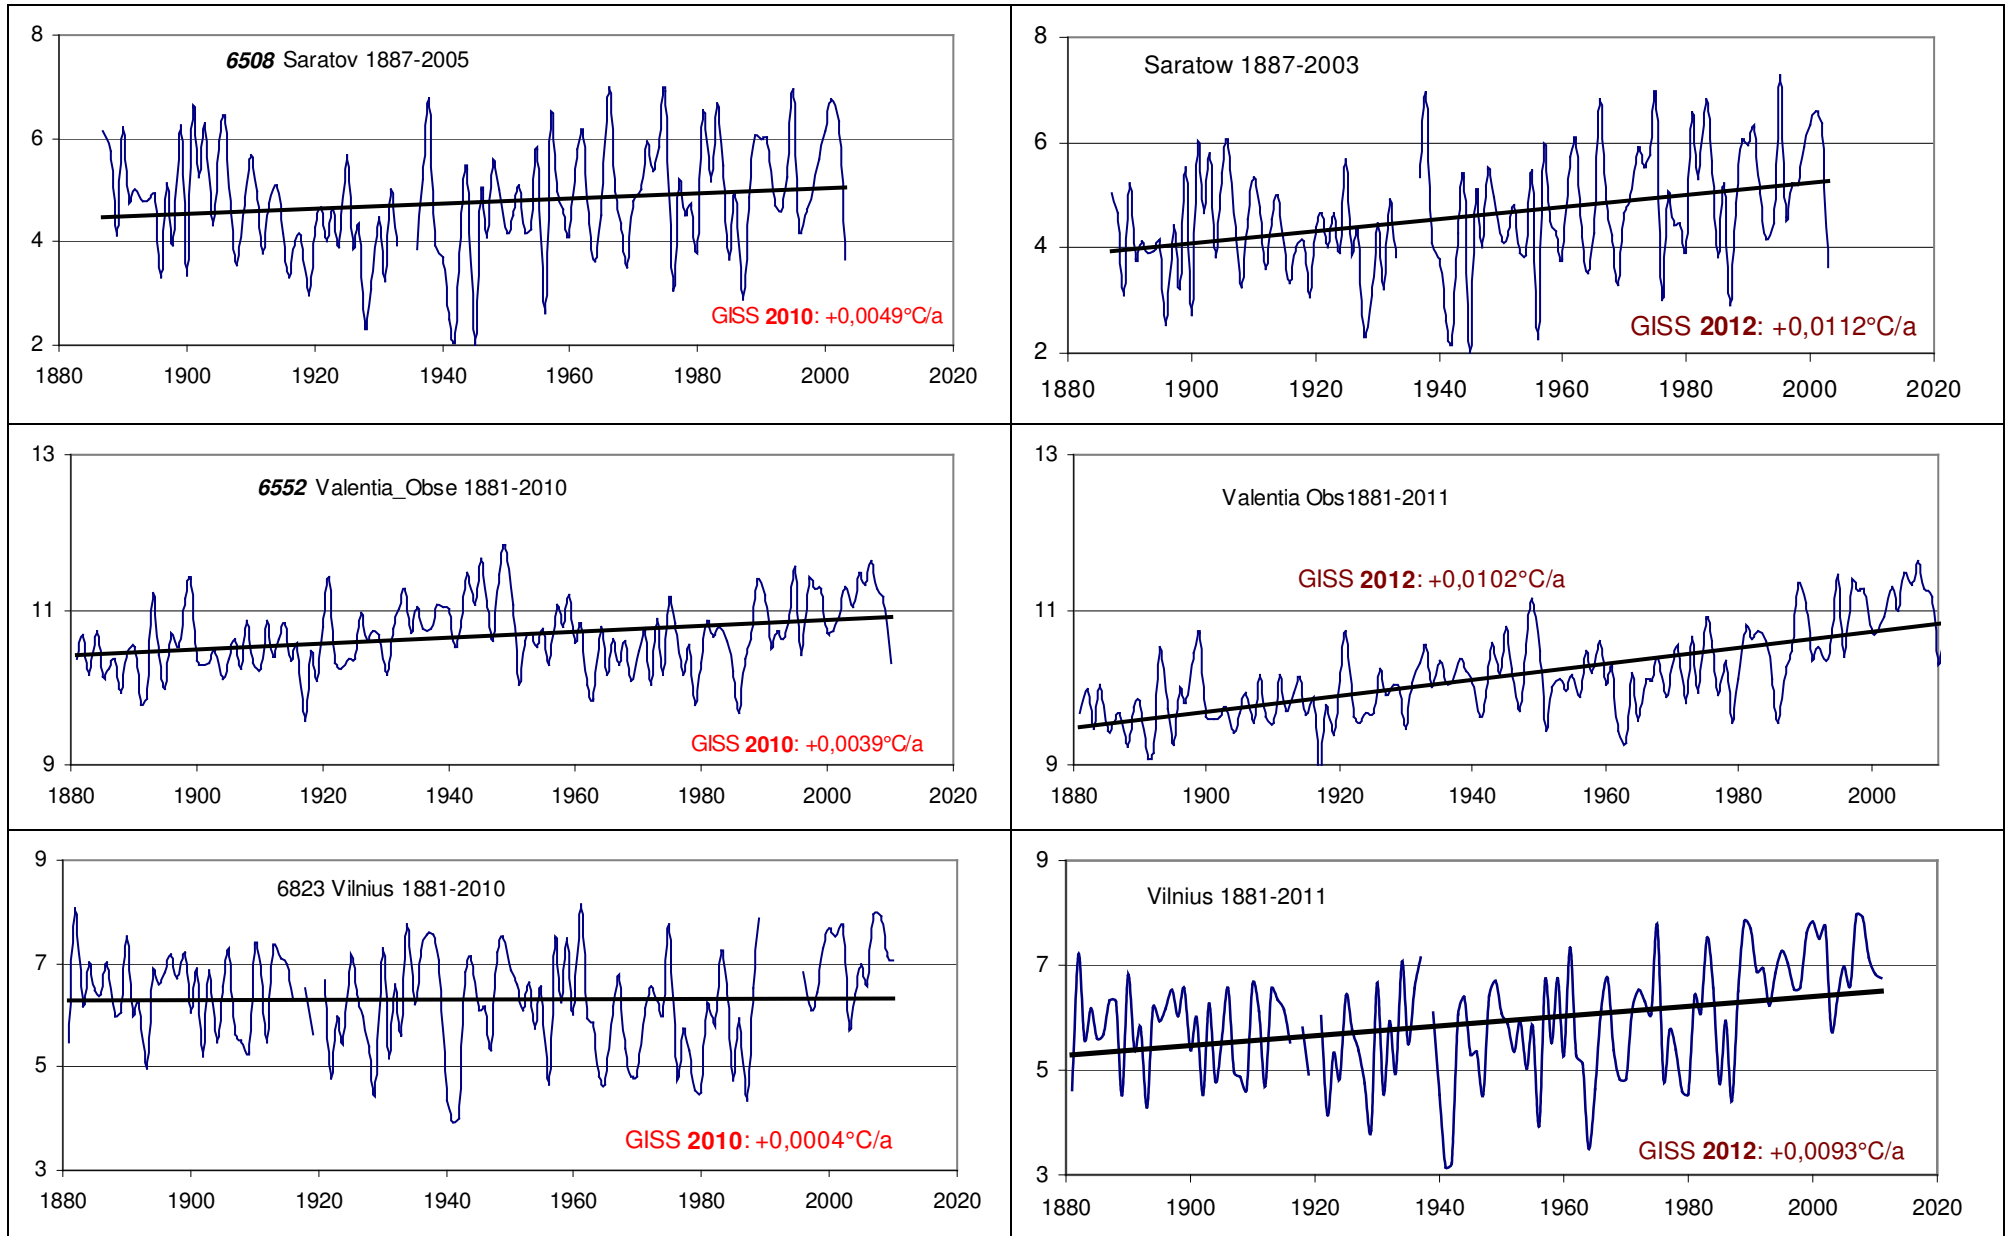 8
6508 Saratov 1887-2005
6
4
GISS 2010: +0,0049°C/a
2
1880 1900 1920 1940 1960 1980 2000 2020
8
Saratow 1887-2003
6
4
GISS 2012: +0,0112°C/a
2
1880 1900 1920 1940 1960 1980 2000 2020
13
6552 Valentia_Obse 1881-2010
11
GISS 2010: +0,0039°C/a
9
1880 1900 1920 1940 1960 1980 2000 2020
13
Valentia Obs1881-2011
GISS 2012: +0,0102°C/a
11
9
1880 1900 1920 1940 1960 1980 2000
9
6823 Vilnius 1881-2010
7
5
GISS 2010: +0,0004°C/a
3
1880 1900 1920 1940 1960 1980 2000 2020
9
Vilnius 1881-2011
7
5
GISS 2012: +0,0093°C/a
3
1880 1900 1920 1940 1960 1980 2000 2020